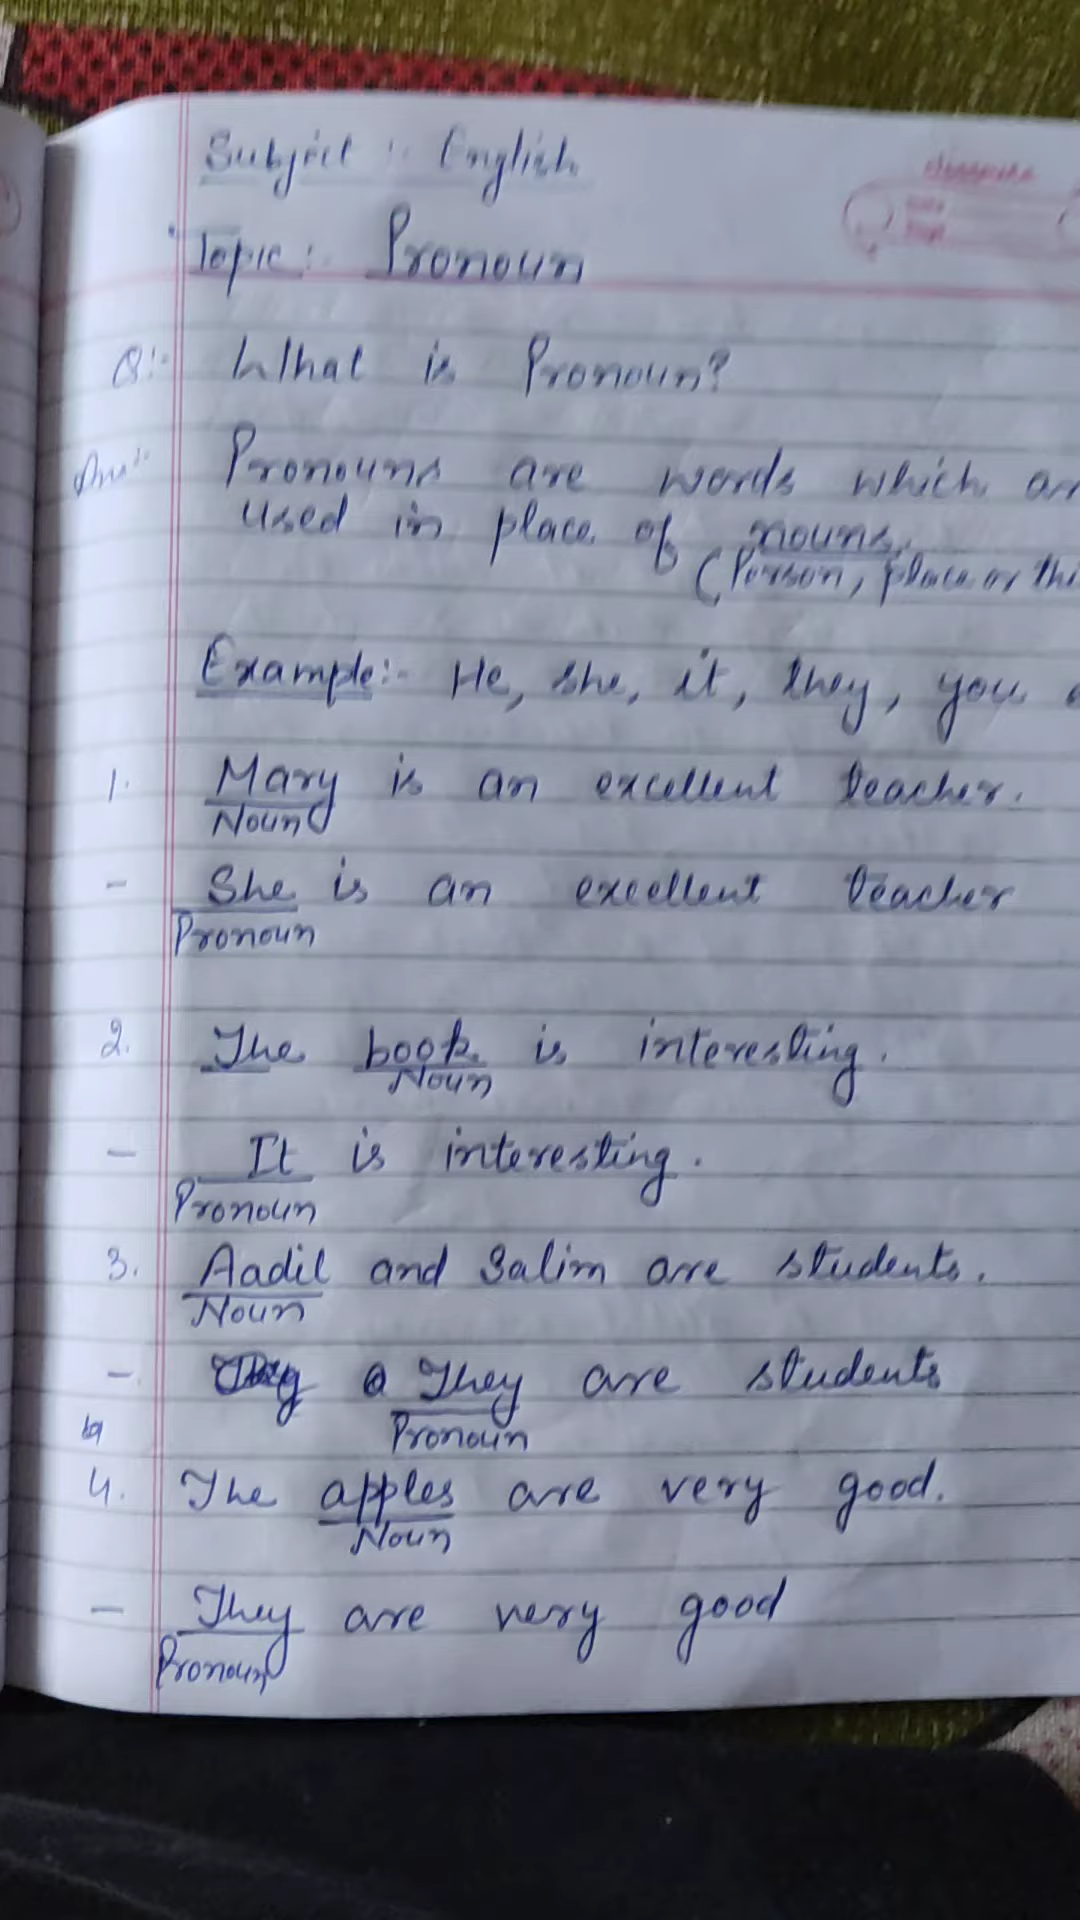 Subject :- English
Topic :- Pronoun
Q:- What is Pronoun?
Ans:- Pronouns are words which
used in place of nouns.
(Person, place or
Example:- He, she, it, they, you
1. Mary is an excellent teacher.
Noun
- She is an excellent teacher
Pronoun
2. The book is interesting.
Noun
- It is interesting.
Pronoun
3. Aadil and Salim are students.
Noun
- They are students
Pronoun
4. The apples are very good.
Noun
- They are very good
Pronoun